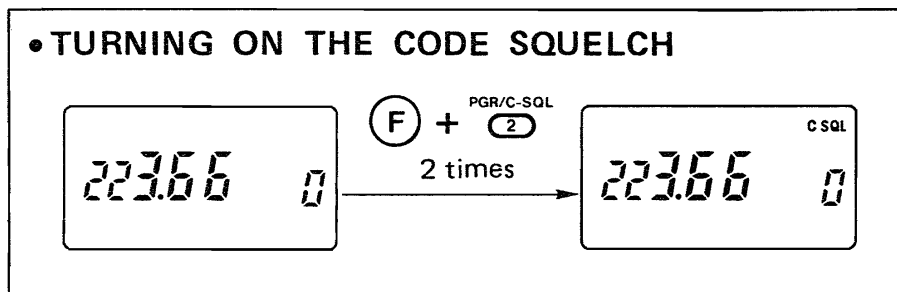 • TURNING ON THE CODE SQUELCH
PGR/C-SQL
F + 2
2 times
223.66 0
C SQL
223.66 0